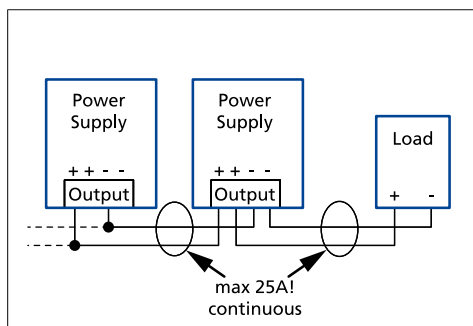 Power
Supply
+ + - -
Output
Power
Supply
+ + - -
Output
Load
+ -
max 25A!
continuous